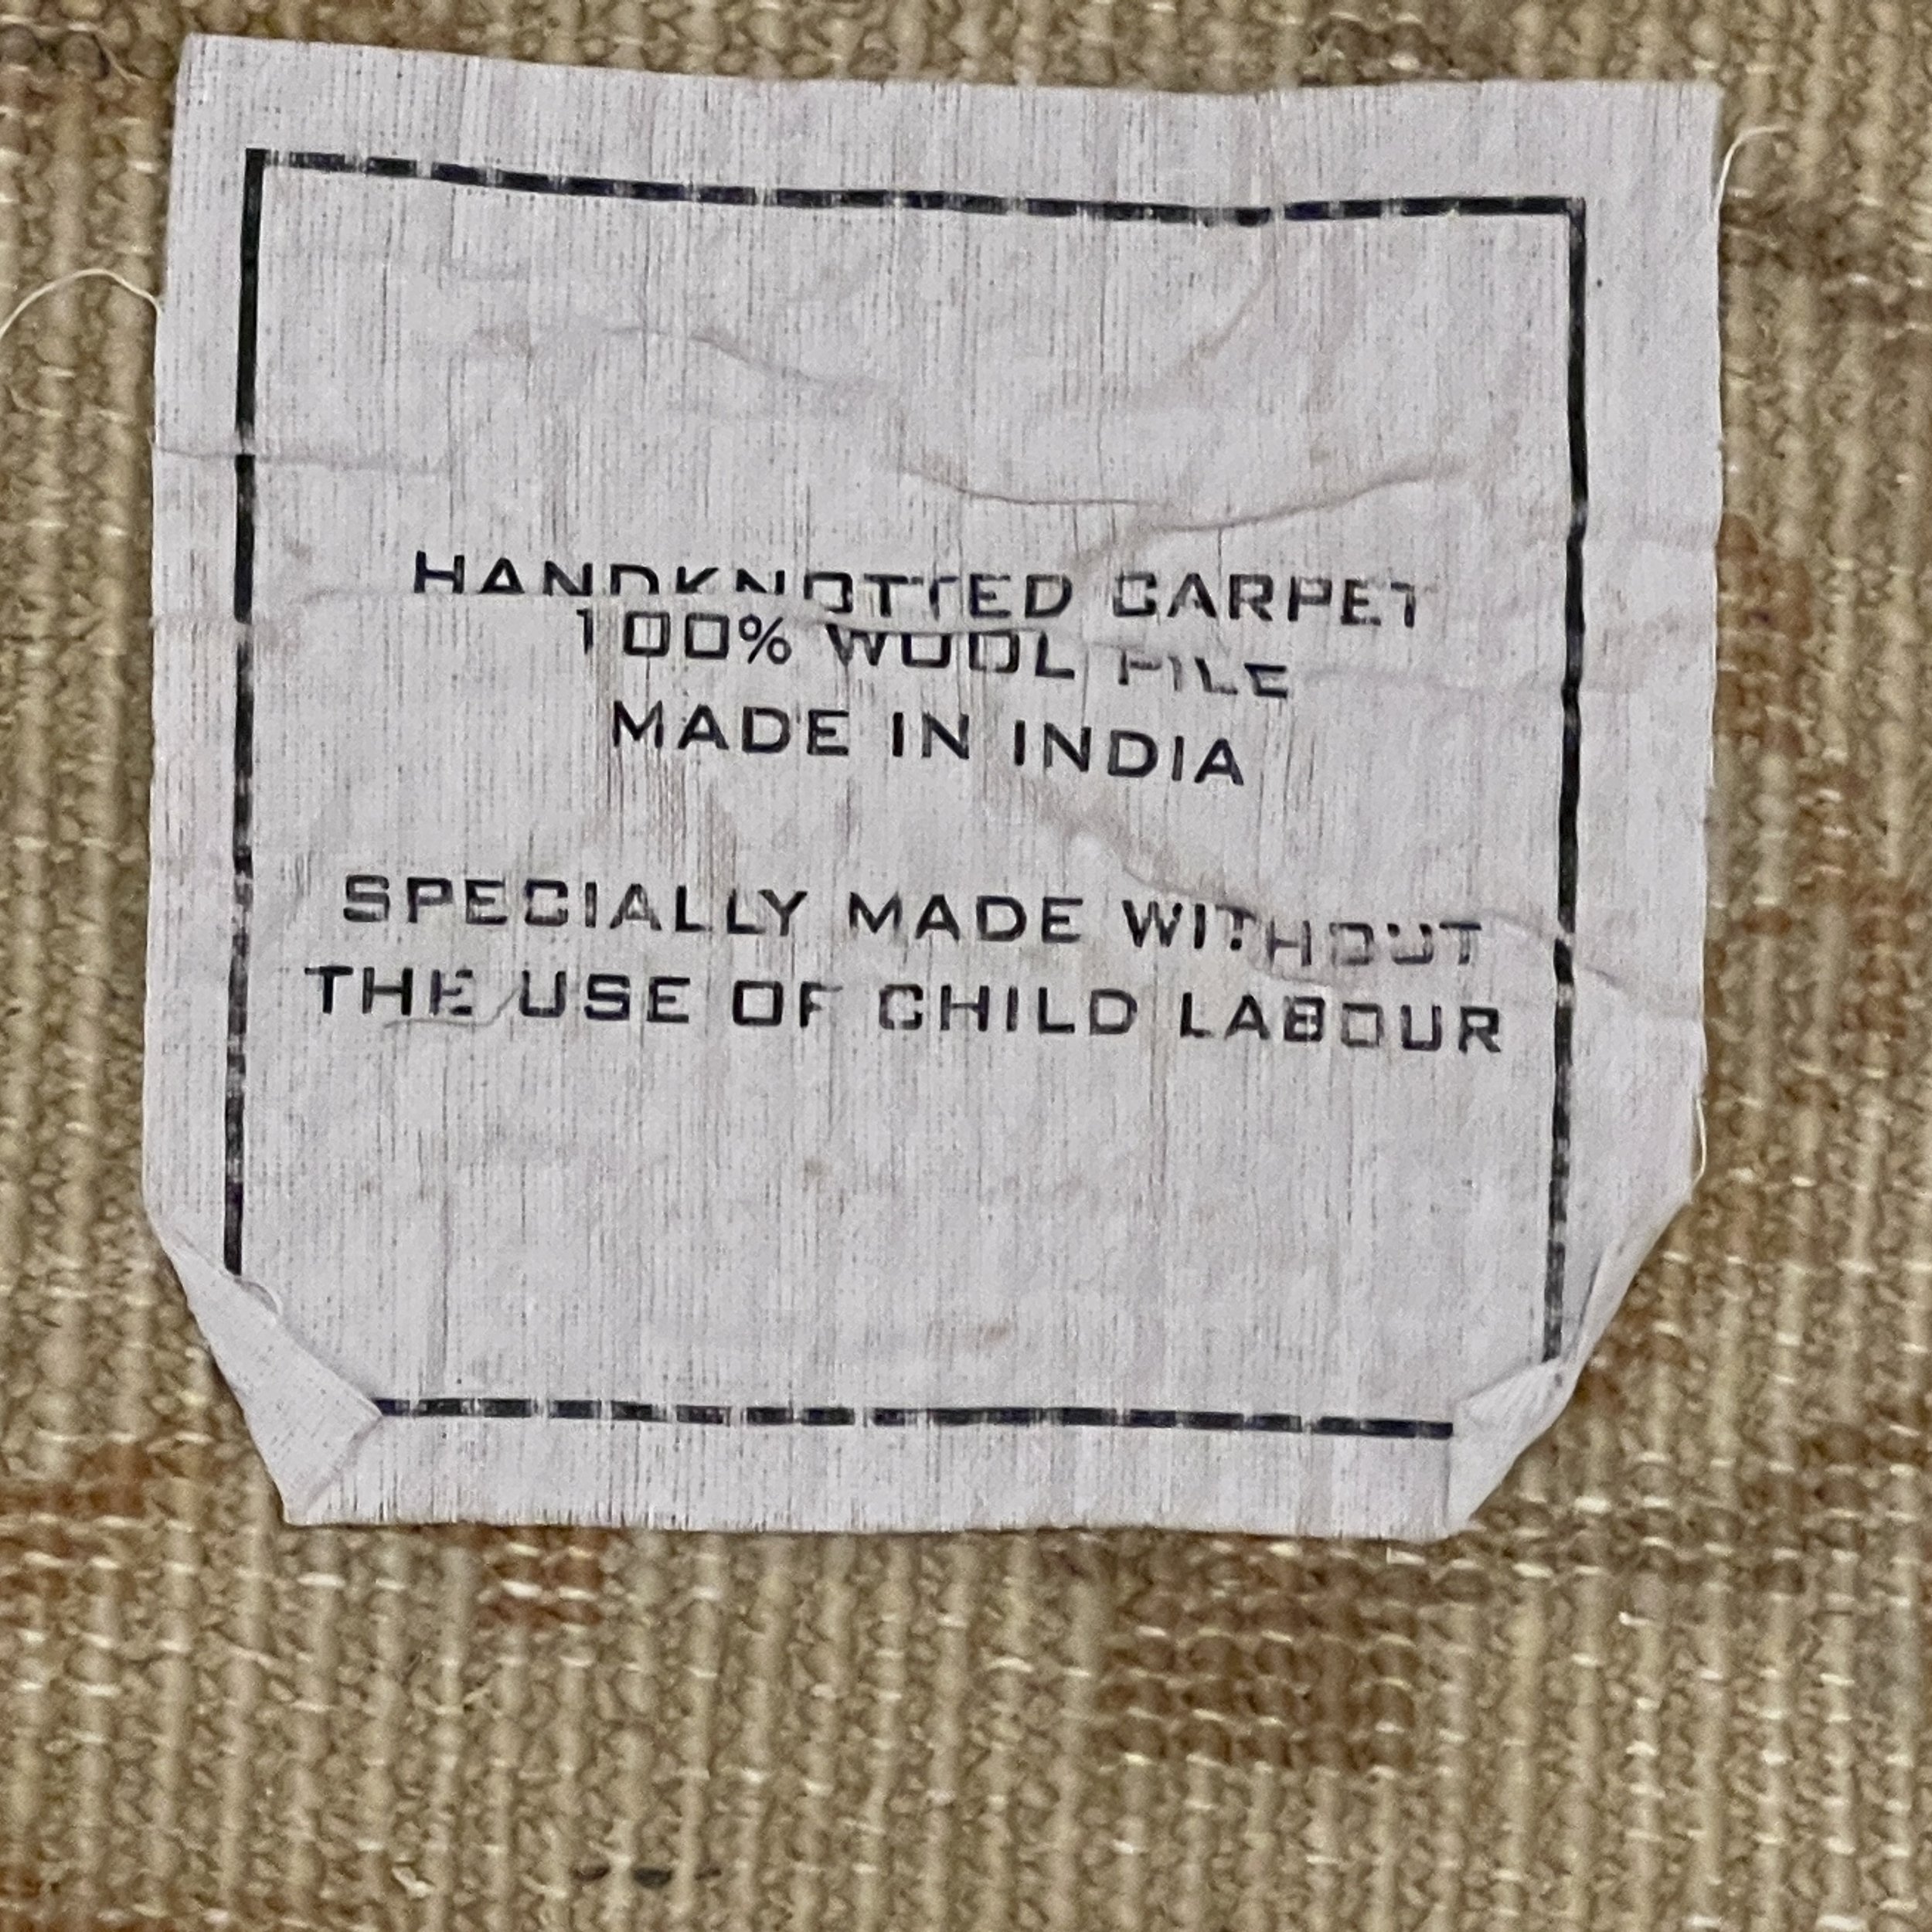 HANDKNOTTED CARPET
100% WOOL PILE
MADE IN INDIA
SPECIALLY MADE WITHOUT
THE USE OF CHILD LABOUR